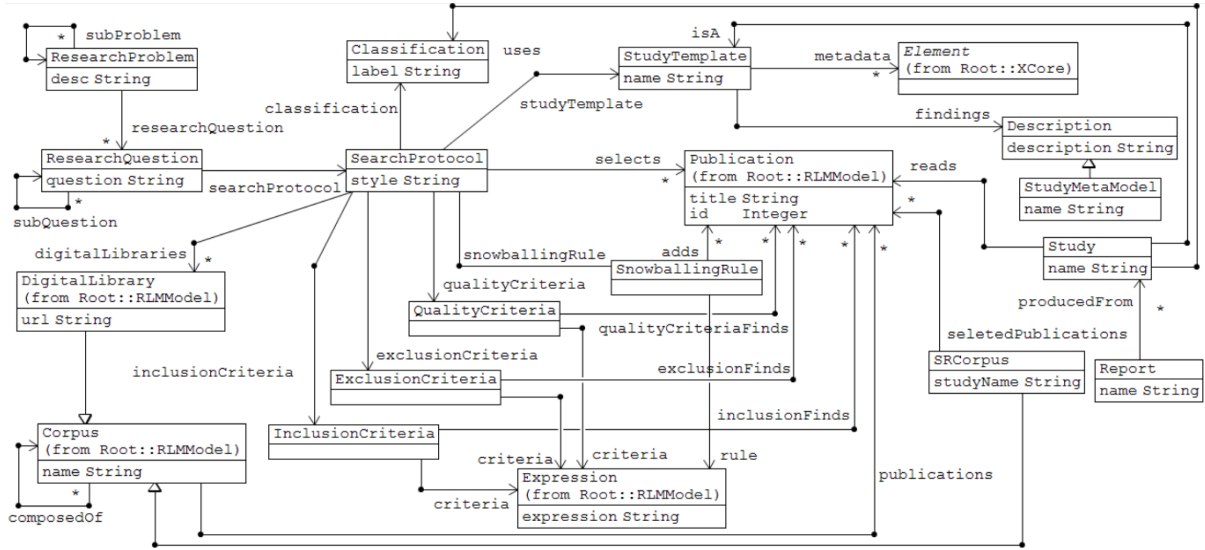 * subProblem
ResearchProblem
desc String
* researchQuestion
ResearchQuestion
question String
*
subQuestion
searchProtocol
Classification
label String
classification
uses
studyTemplate
isA
StudyTemplate
name String
metadata
*
Element
(from Root::XCore)
findings
Description
description String
StudyMetaModel
name String
SearchProtocol
style String
selects
*
Publication
(from Root::RLMModel)
title String
id Integer
reads
*
Study
name String
producedFrom
*
digitalLibraries
*
DigitalLibrary
(from Root::RLMModel)
url String
snowballingRule
adds
* * * * *
SnowballingRule
qualityCriteria
QualityCriteria
qualityCriteriaFinds
seletedPublications
SRCorpus
studyName String
Report
name String
inclusionCriteria
exclusionCriteria
ExclusionCriteria
exclusionFinds
Corpus
(from Root::RLMModel)
name String
*
composedOf
InclusionCriteria
inclusionFinds
criteria
criteria
rule
publications
criteria
Expression
(from Root::RLMModel)
expression String